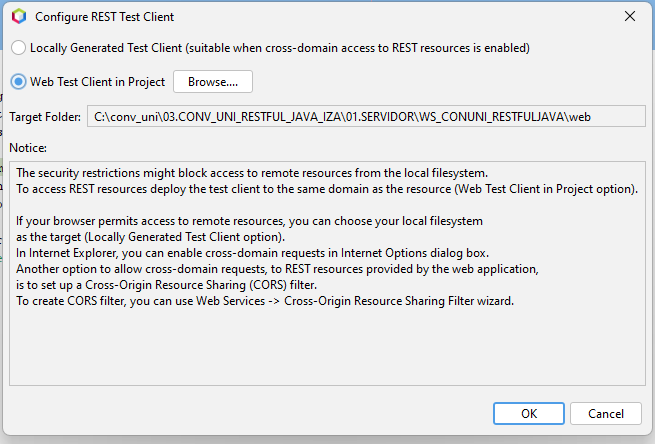 Configure REST Test Client
Locally Generated Test Client (suitable when cross-domain access to REST resources is enabled)
Web Test Client in Project
Browse....
Target Folder:
C:\conv_uni\03.CONV_UNI_RESTFUL_JAVA_IZA\01.SERVIDOR\WS_CONUNI_RESTFULJAVA\web
Notice:
The security restrictions might block access to remote resources from the local filesystem.
To access REST resources deploy the test client to the same domain as the resource (Web Test Client in Project option).
If your browser permits access to remote resources, you can choose your local filesystem
as the target (Locally Generated Test Client option).
In Internet Explorer, you can enable cross-domain requests in Internet Options dialog box.
Another option to allow cross-domain requests, to REST resources provided by the web application,
is to set up a Cross-Origin Resource Sharing (CORS) filter.
To create CORS filter, you can use Web Services -> Cross-Origin Resource Sharing Filter wizard.
OK
Cancel